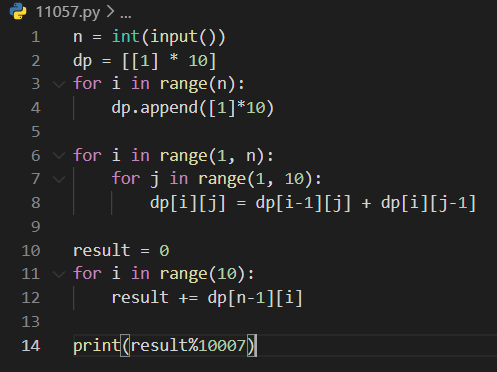 11057.py > ...
1 n = int(input())
2 dp = [[1] * 10]
3 for i in range(n):
4     dp.append([1]*10)
5
6 for i in range(1, n):
7     for j in range(1, 10):
8         dp[i][j] = dp[i-1][j] + dp[i][j-1]
9
10 result = 0
11 for i in range(10):
12     result += dp[n-1][i]
13
14 print(result%10007)